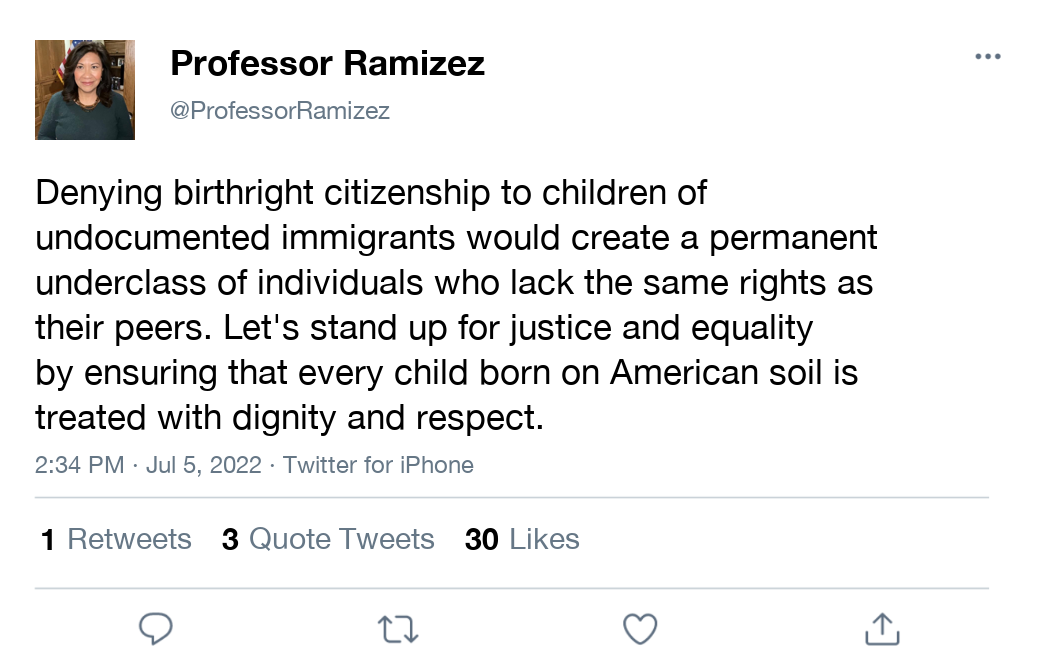 Professor Ramizez
@ProfessorRamizez
Denying birthright citizenship to children of
undocumented immigrants would create a permanent
underclass of individuals who lack the same rights as
their peers. Let's stand up for justice and equality
by ensuring that every child born on American soil is
treated with dignity and respect.
2:34 PM · Jul 5, 2022 · Twitter for iPhone
1 Retweets 3 Quote Tweets 30 Likes